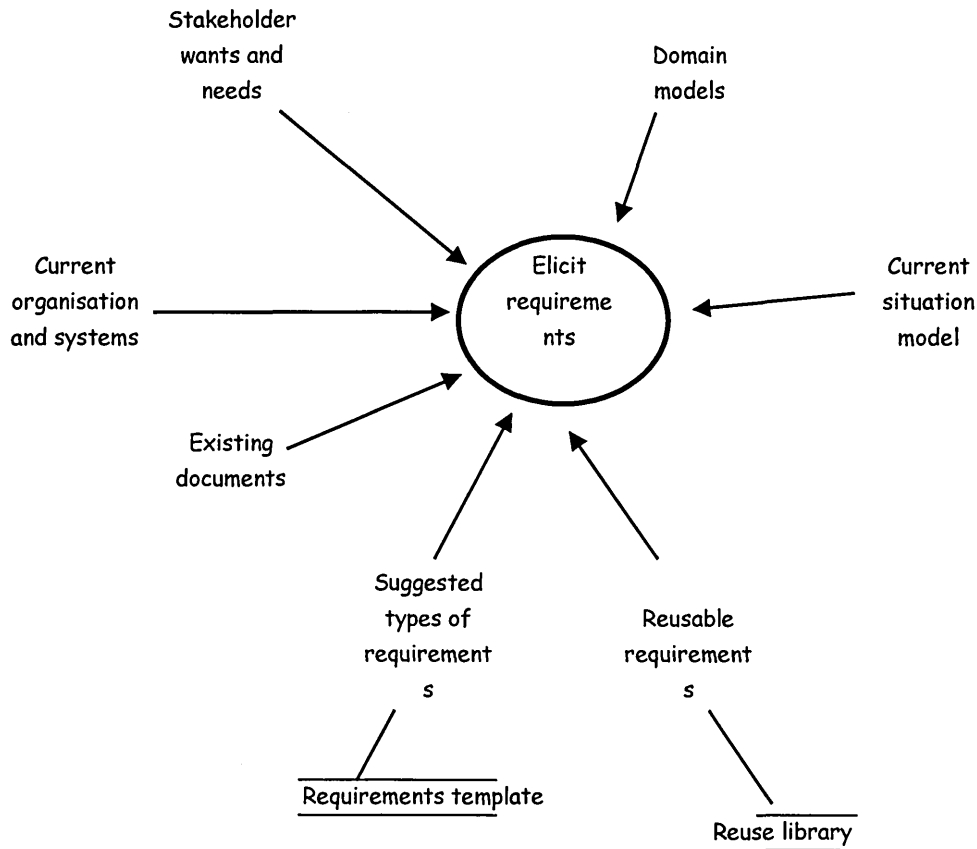 Stakeholder
wants and
needs
Domain
models
Elicit
requireme
nts
Current
organisation
and systems
Current
situation
model
Existing
documents
Suggested
types of
requirement
s
Reusable
requirement
s
Requirements template
Reuse library